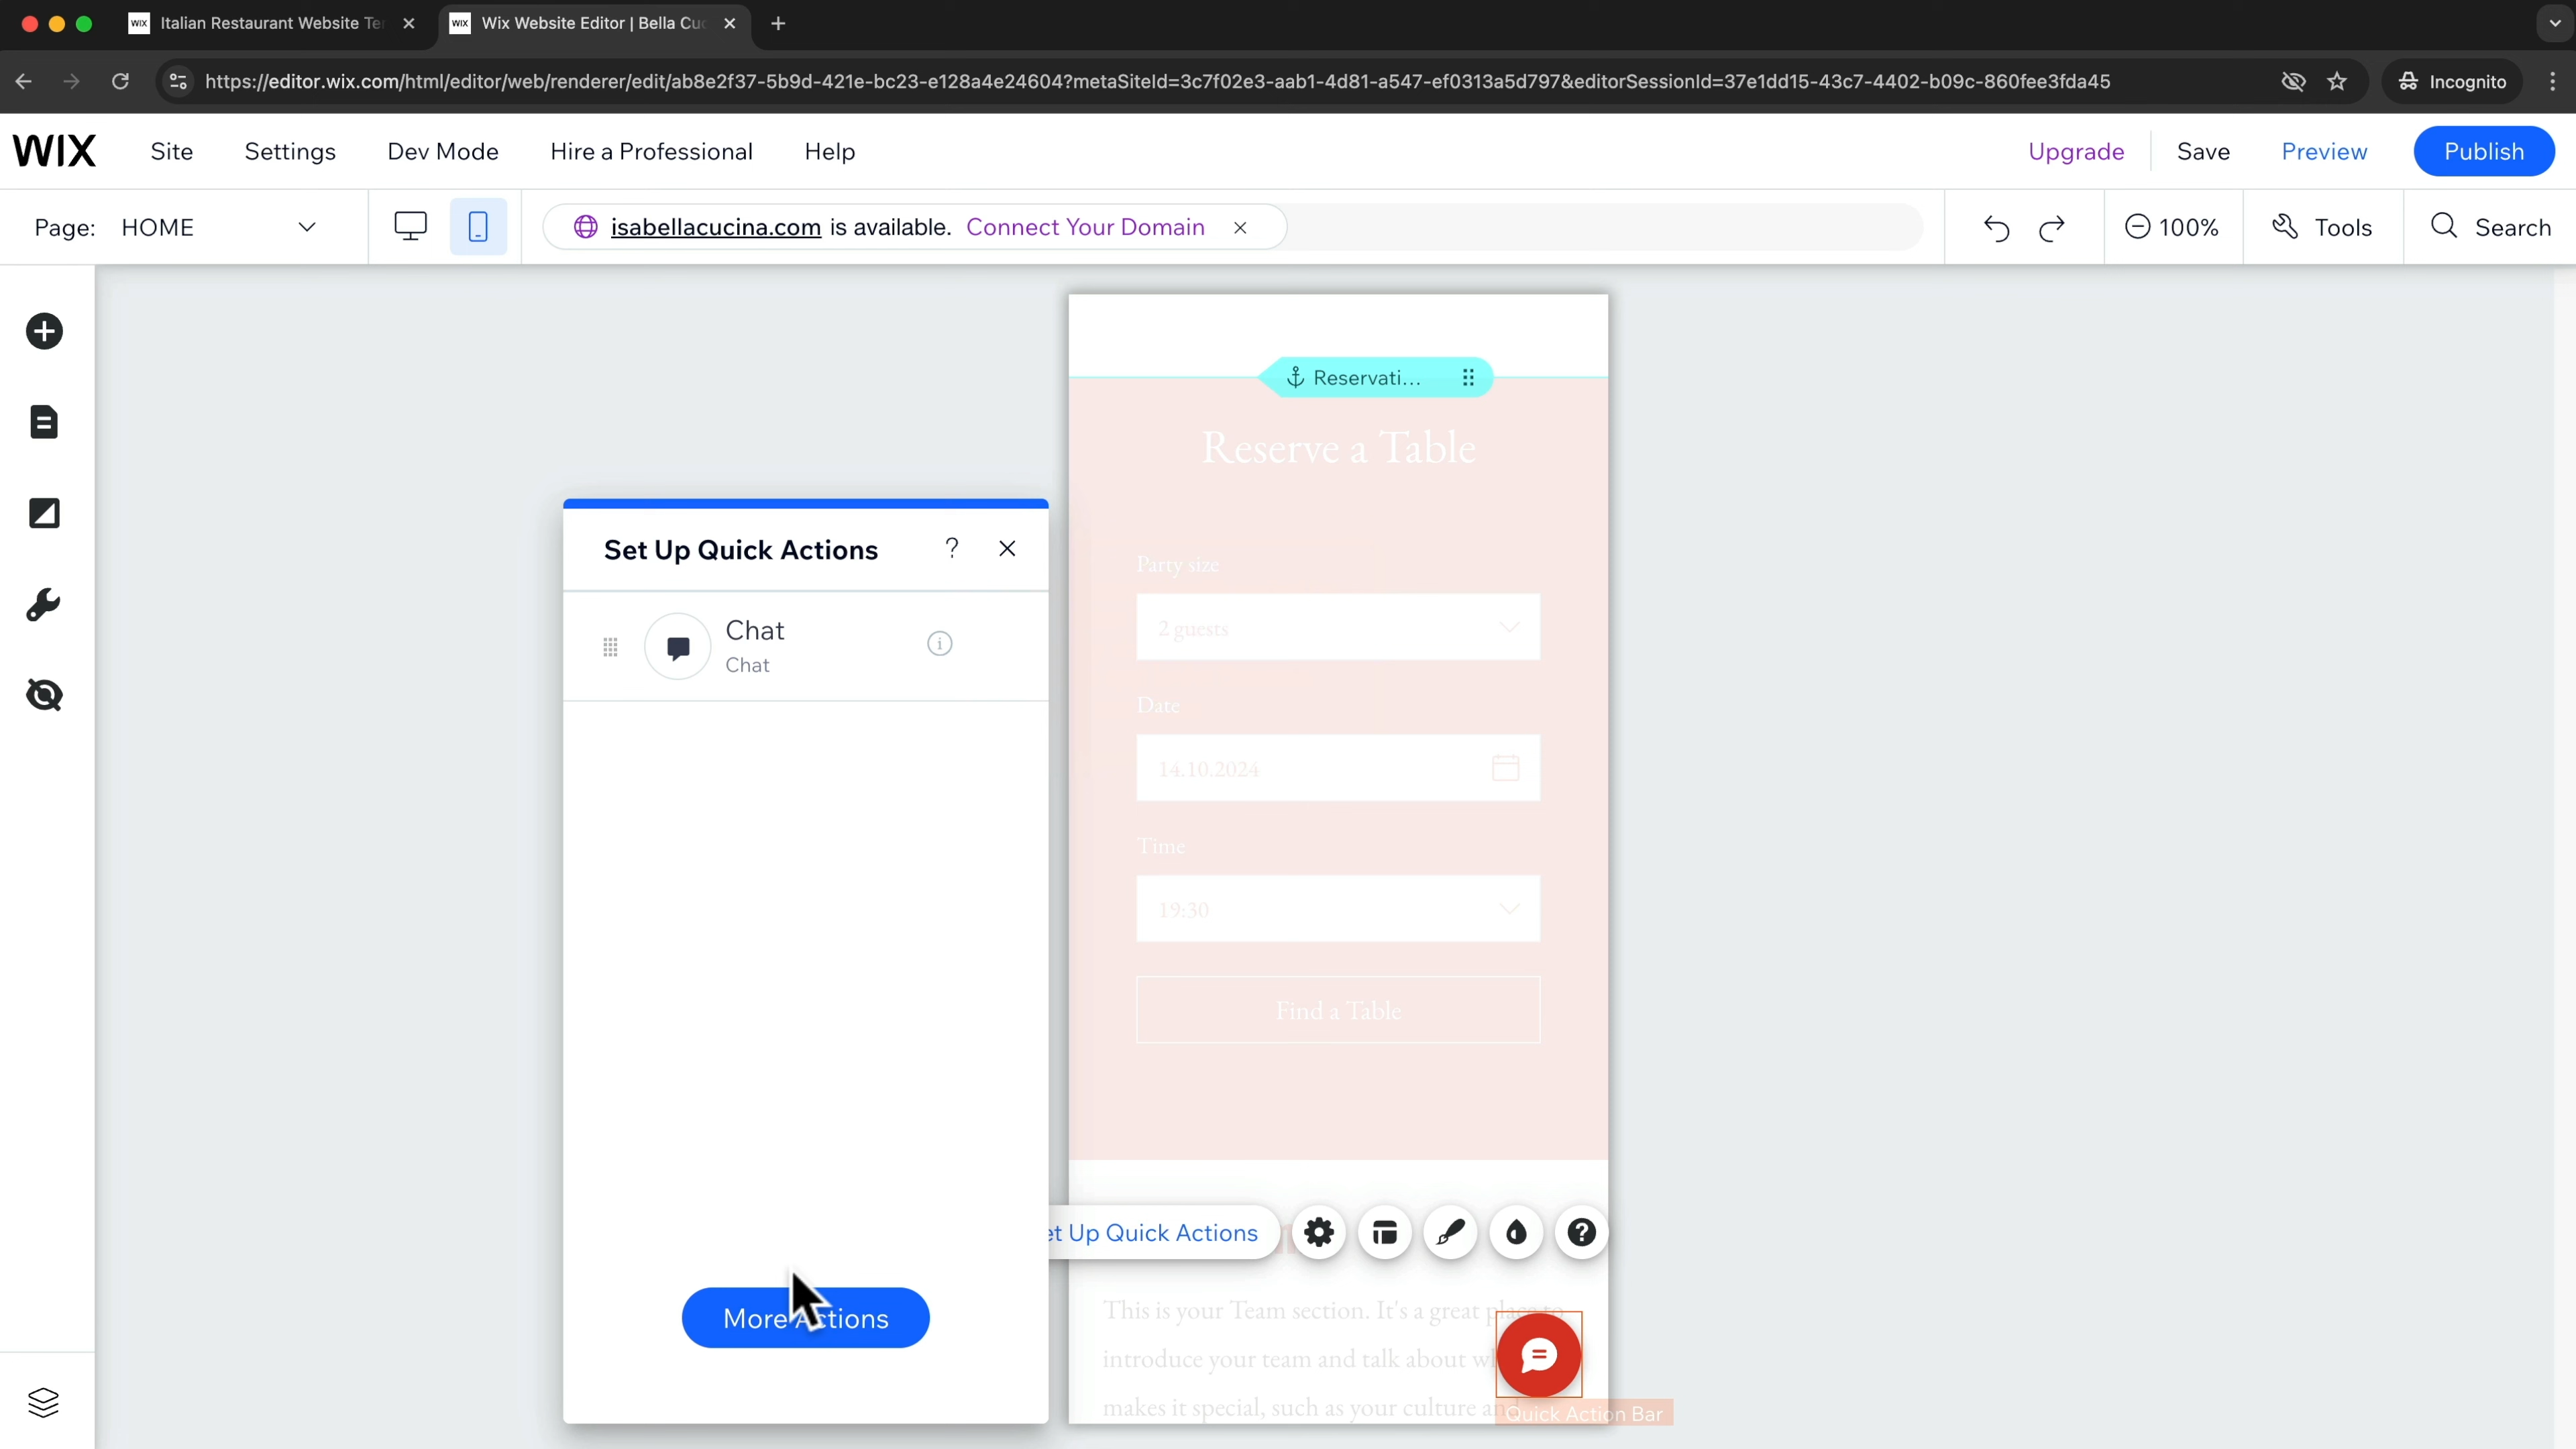 WIX Italian Restaurant Website Te
WIX Wix Website Editor | Bella Cu
https://editor.wix.com/html/editor/web/renderer/edit/ab8e2f37-5b9d-421e-bc23-e128a4e24604?metaSiteId=3c7f02e3-aab1-4d81-a547-ef0313a5d797&editorSessionId=37e1dd15-43c7-4402-b09c-860fee3fda45
Incognito
WIX Site Settings Dev Mode Hire a Professional Help Upgrade Save Preview Publish
Page: HOME
isabellacucina.com is available. Connect Your Domain
100% Tools Search
Reservati...
Reserve a Table
Set Up Quick Actions ?
Chat
Chat
Party size
2 guests
Date
14.10.2024
Time
19:30
Find a Table
et Up Quick Actions
More Actions
This is your Team section. It's a great place to
introduce your team and talk about
makes it special, such as your culture
Quick Action Bar